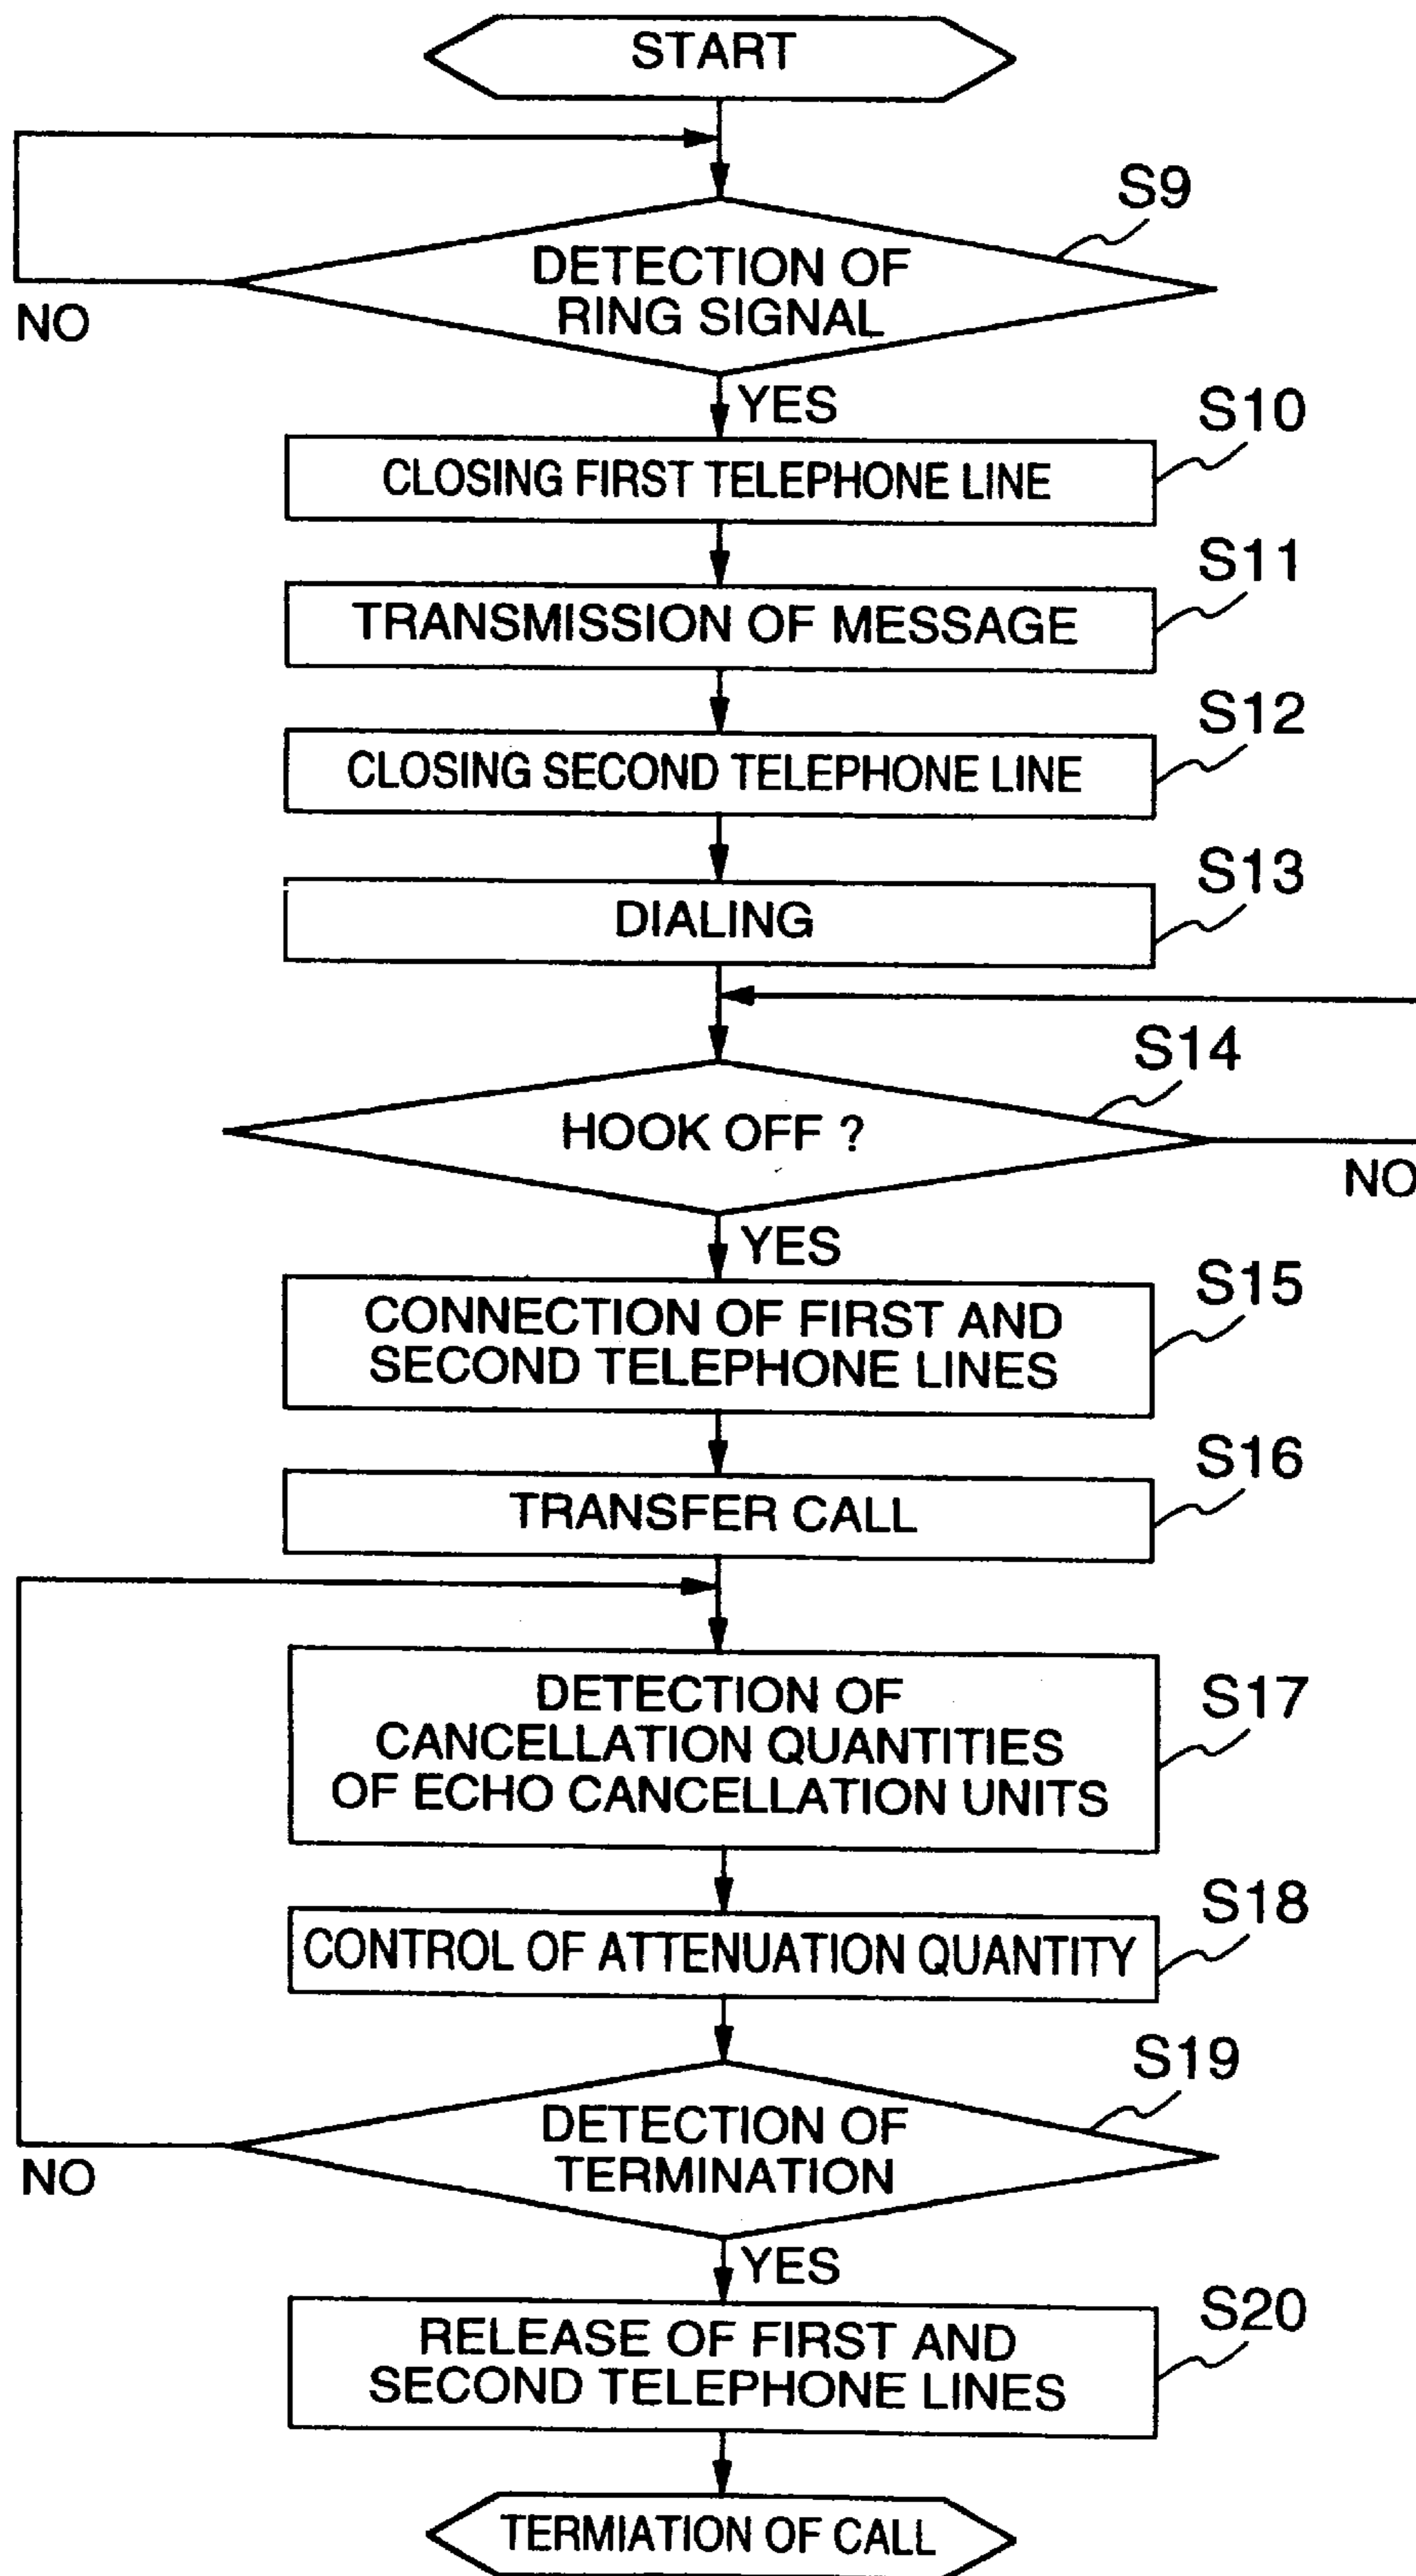 START
S9
DETECTION OF
RING SIGNAL
NO
YES
S10
CLOSING FIRST TELEPHONE LINE
S11
TRANSMISSION OF MESSAGE
S12
CLOSING SECOND TELEPHONE LINE
S13
DIALING
S14
HOOK OFF ?
NO
YES
S15
CONNECTION OF FIRST AND
SECOND TELEPHONE LINES
S16
TRANSFER CALL
S17
DETECTION OF
CANCELLATION QUANTITIES
OF ECHO CANCELLATION UNITS
S18
CONTROL OF ATTENUATION QUANTITY
S19
DETECTION OF
TERMINATION
NO
YES
S20
RELEASE OF FIRST AND
SECOND TELEPHONE LINES
TERMIATION OF CALL